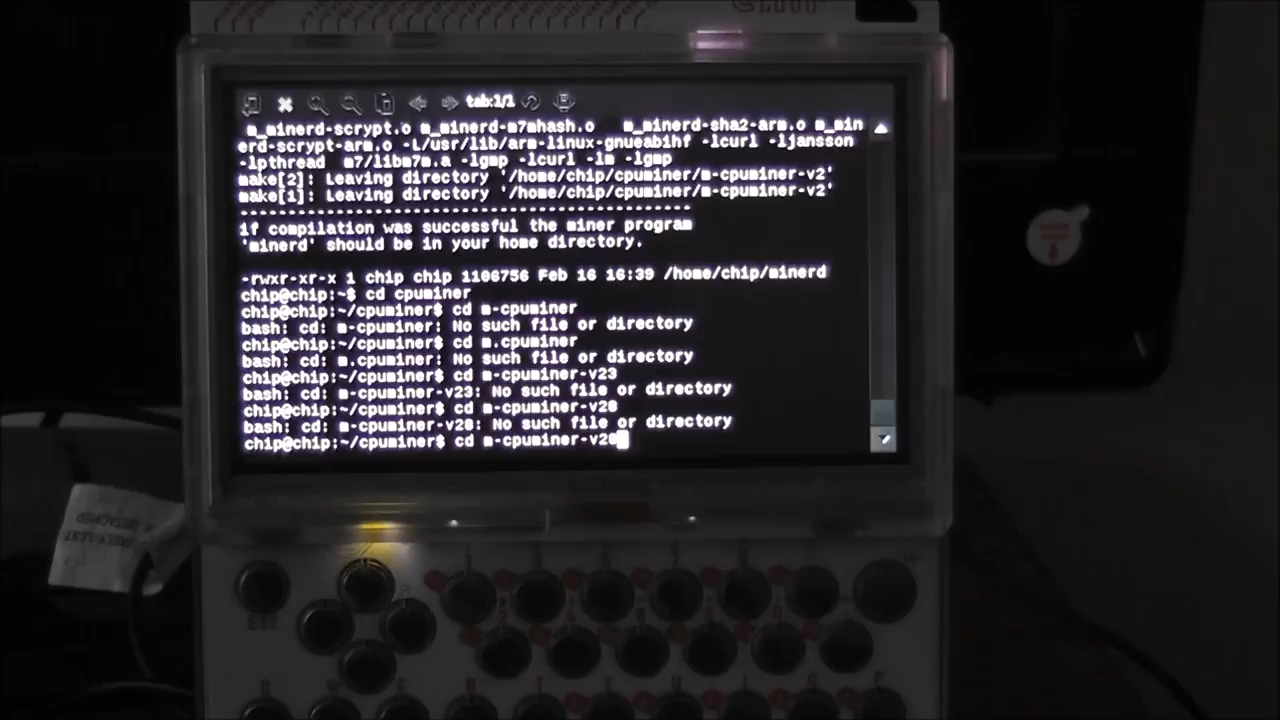 tab:1/1
m_minerd-scrypt.o m_minerd-m7mhash.o m_minerd-sha2-arm.o m_min
erd-scrypt-arm.o -L/usr/lib/arm-linux-gnueabihf -lcurl -ljansson
-lpthread m7/libm7m.a -lgmp -lcurl -lm -lgmp
make[2]: Leaving directory '/home/chip/cpuminer/m-cpuminer-v2'
make[1]: Leaving directory '/home/chip/cpuminer/m-cpuminer-v2'
----------------------------------------------
if compilation was successful the miner program
'minerd' should be in your home directory.
-rwxr-xr-x 1 chip chip 1106756 Feb 16 16:39 /home/chip/minerd
chip@chip:~$ cd cpuminer
chip@chip:~/cpuminer$ cd m-cpuminer
bash: cd: m-cpuminer: No such file or directory
chip@chip:~/cpuminer$ cd m.cpuminer
bash: cd: m.cpuminer: No such file or directory
chip@chip:~/cpuminer$ cd m-cpuminer-v23
bash: cd: m-cpuminer-v23: No such file or directory
chip@chip:~/cpuminer$ cd m-cpuminer-v20
bash: cd: m-cpuminer-v20: No such file or directory
chip@chip:~/cpuminer$ cd m-cpuminer-v20
ESC